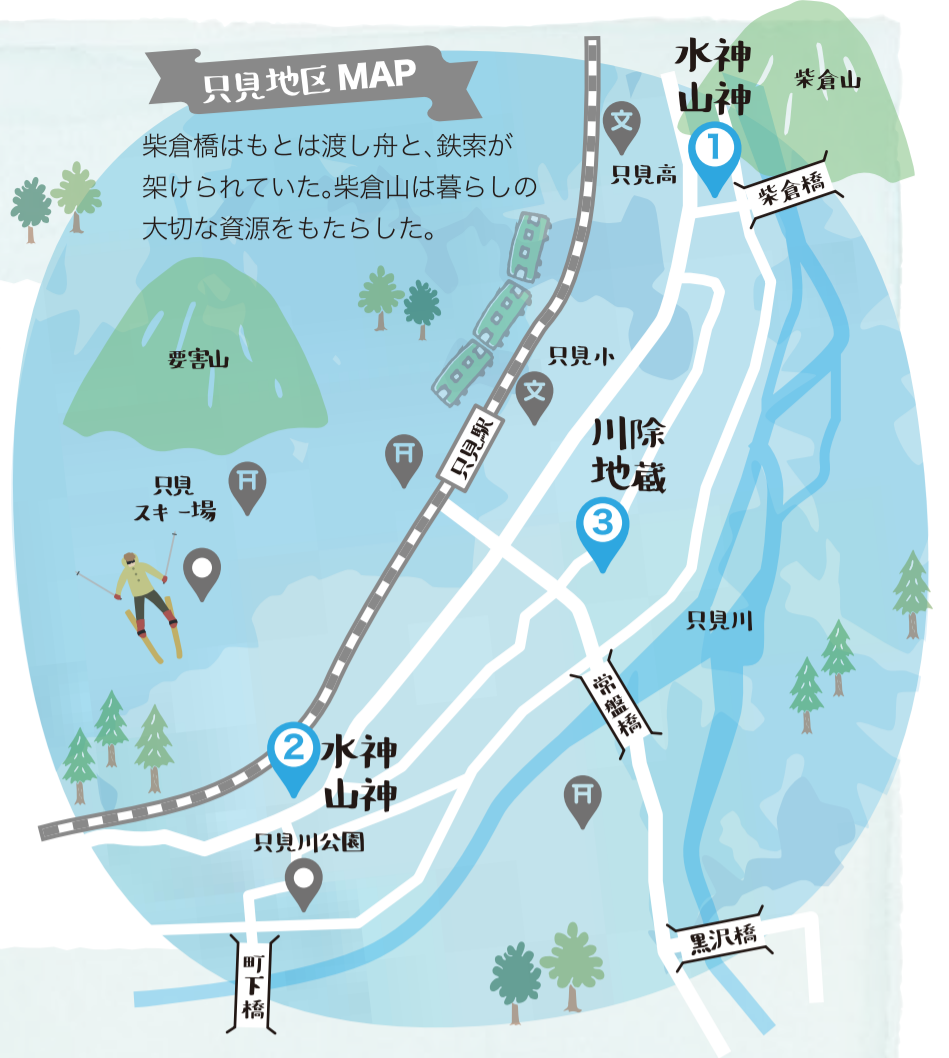 只見地区 MAP
柴倉橋はもとは渡し舟と、鉄索が
架けられていた。柴倉山は暮らしの
大切な資源をもたらした。
水神
山神
1
柴倉山
文
只見高
柴倉橋
要害山
只見小
文
只見駅
川除
地蔵
3
只見
スキー場
只見川
常盤橋
2
水神
山神
只見川公園
町下橋
黒沢橋